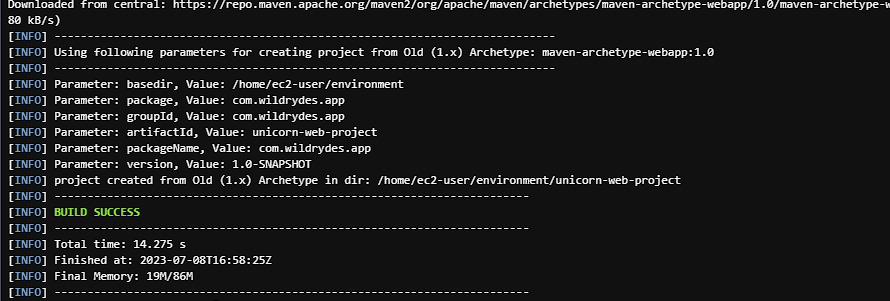 Downloaded from central: https://repo.maven.apache.org/maven2/org/apache/maven/archetypes/maven-archetype-webapp/1.0/maven-archetype-w
80 kB/s)
[INFO] ----------------------------------------------------------------------------
[INFO] Using following parameters for creating project from Old (1.x) Archetype: maven-archetype-webapp:1.0
[INFO] ----------------------------------------------------------------------------
[INFO] Parameter: basedir, Value: /home/ec2-user/environment
[INFO] Parameter: package, Value: com.wildrydes.app
[INFO] Parameter: groupId, Value: com.wildrydes.app
[INFO] Parameter: artifactId, Value: unicorn-web-project
[INFO] Parameter: packageName, Value: com.wildrydes.app
[INFO] Parameter: version, Value: 1.0-SNAPSHOT
[INFO] project created from Old (1.x) Archetype in dir: /home/ec2-user/environment/unicorn-web-project
[INFO] ------------------------------------------------------------------------
[INFO] BUILD SUCCESS
[INFO] ------------------------------------------------------------------------
[INFO] Total time: 14.275 s
[INFO] Finished at: 2023-07-08T16:58:25Z
[INFO] Final Memory: 19M/86M
[INFO] ------------------------------------------------------------------------